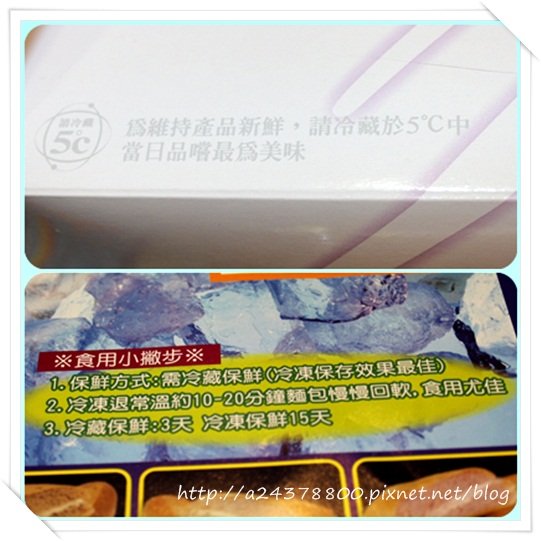 請冷藏
5°c
為維持產品新鮮，請冷藏於5℃中
當日品嚐最為美味
※食用小撇步※
1. 保鮮方式:需冷藏保鮮(冷凍保存效果最佳)
2. 冷凍退常溫約10-20分鐘麵包慢慢回軟,食用尤佳
3. 冷藏保鮮:3天 冷凍保鮮15天
http://a24378800.pixnet.net/blog